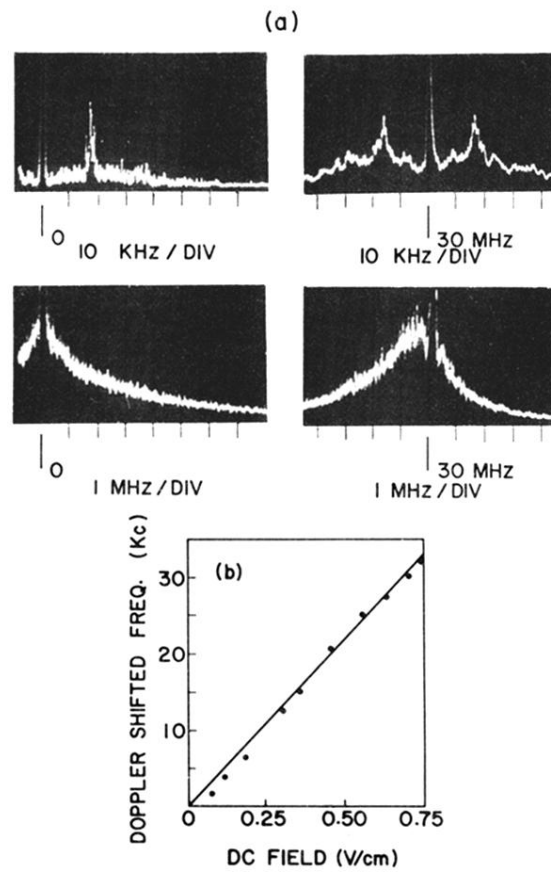 (a)
0
10 KHz / DIV
30 MHz
10 KHz/DIV
0
1 MHz/DIV
30 MHz
1 MHz/DIV
(b)
DOPPLER SHIFTED FREQ. (Kc)
30
20
10
0 0.25 0.50 0.75
DC FIELD (V/cm)